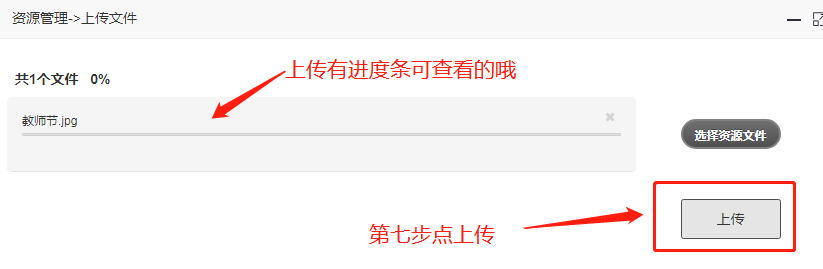 资源管理->上传文件
上传有进度条可查看的哦
共1个文件 0%
教师节.jpg
选择资源文件
上传
第七步点上传